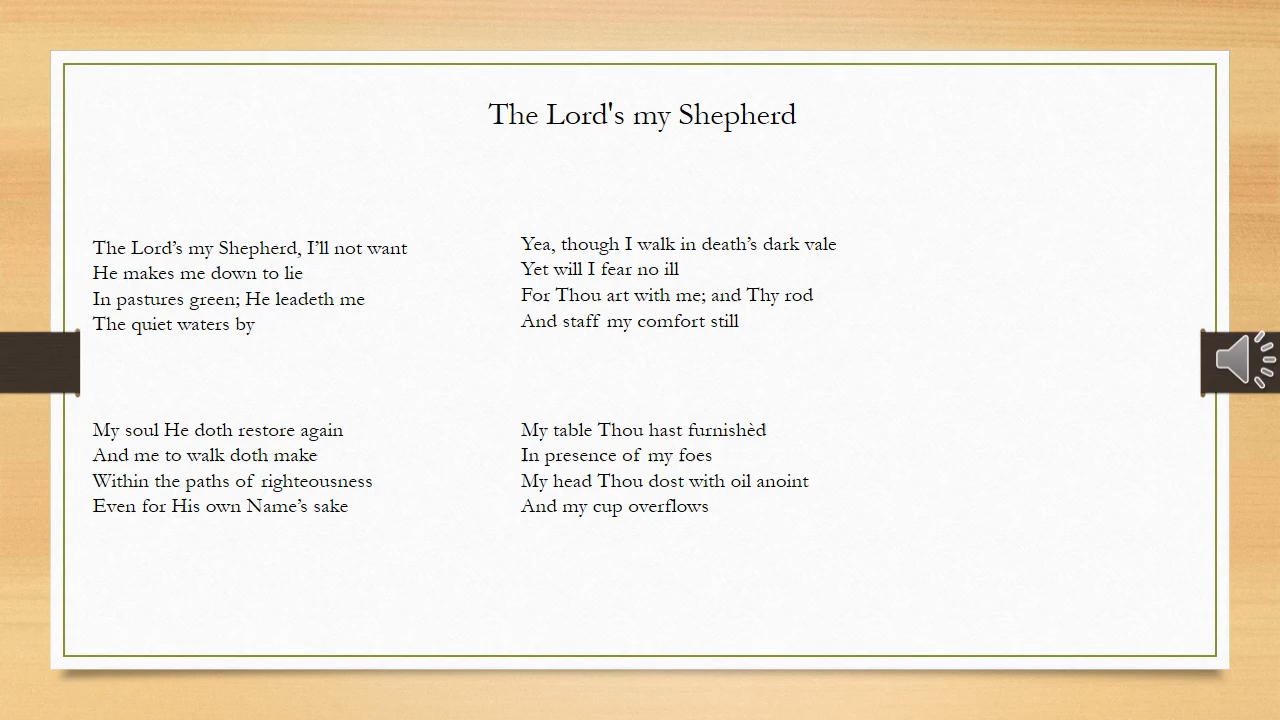 The Lord's my Shepherd
The Lord’s my Shepherd, I’ll not want
He makes me down to lie
In pastures green; He leadeth me
The quiet waters by
My soul He doth restore again
And me to walk doth make
Within the paths of righteousness
Even for His own Name’s sake
Yea, though I walk in death’s dark vale
Yet will I fear no ill
For Thou art with me; and Thy rod
And staff my comfort still
My table Thou hast furnishèd
In presence of my foes
My head Thou dost with oil anoint
And my cup overflows